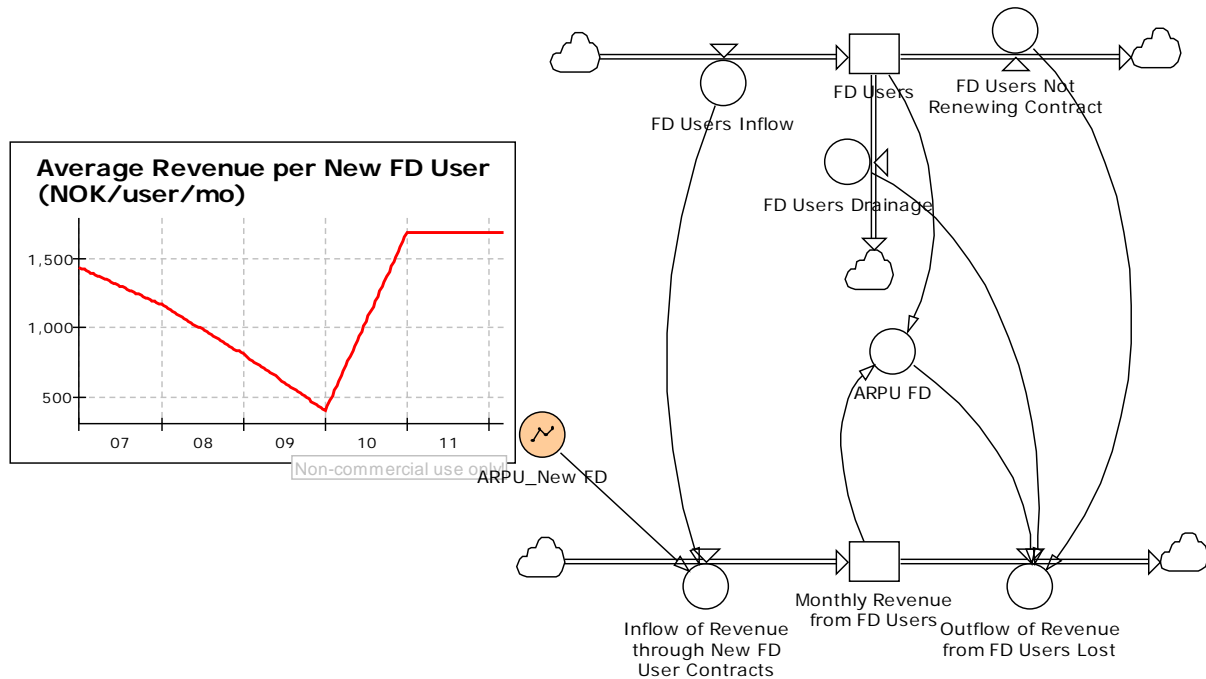 FD Users Inflow
FD Users
FD Users Not
Renewing Contract
FD Users Drainage
Average Revenue per New FD User
(NOK/user/mo)
1,500
1,000
500
07 08 09 10 11
Non-commercial use only!
ARPU_New FD
ARPU FD
Inflow of Revenue
through New FD
User Contracts
Monthly Revenue
from FD Users
Outflow of Revenue
from FD Users Lost